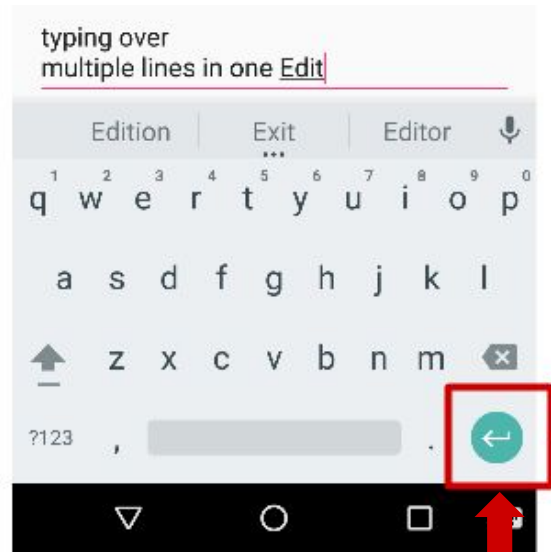 typing over
multiple lines in one Edit
Edition Exit Editor
1 2 3 4 5 6 7 8 9 0
q w e r t y u i o p
a s d f g h j k l
z x c v b n m
?123 , .